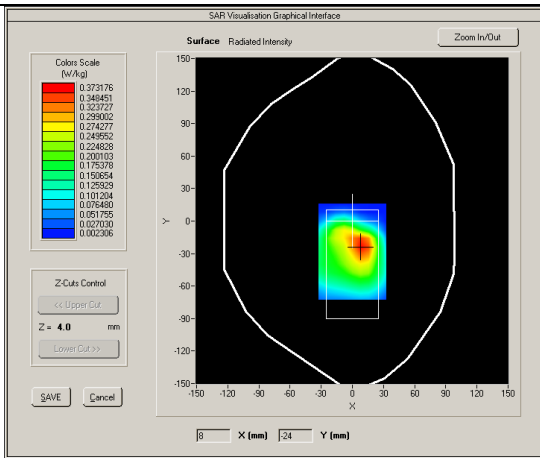 SAR Visualisation Graphical Interface
Surface Radiated Intensity
Zoom In/Out
Colors Scale
(W/kg)
0.373176
0.348451
0.323727
0.299002
0.274277
0.249552
0.224828
0.200103
0.175378
0.150654
0.125929
0.101204
0.076480
0.051755
0.027030
0.002306
Z-Cuts Control
<< Upper Cut
Z = 4.0 mm
Lower Cut >>
SAVE
Cancel
150
120
90
60
30
0
-30
-60
-90
-120
-150
Y
-150 -120 -90 -60 -30 0 30 60 90 120 150
X
8 X (mm) -24 Y (mm)